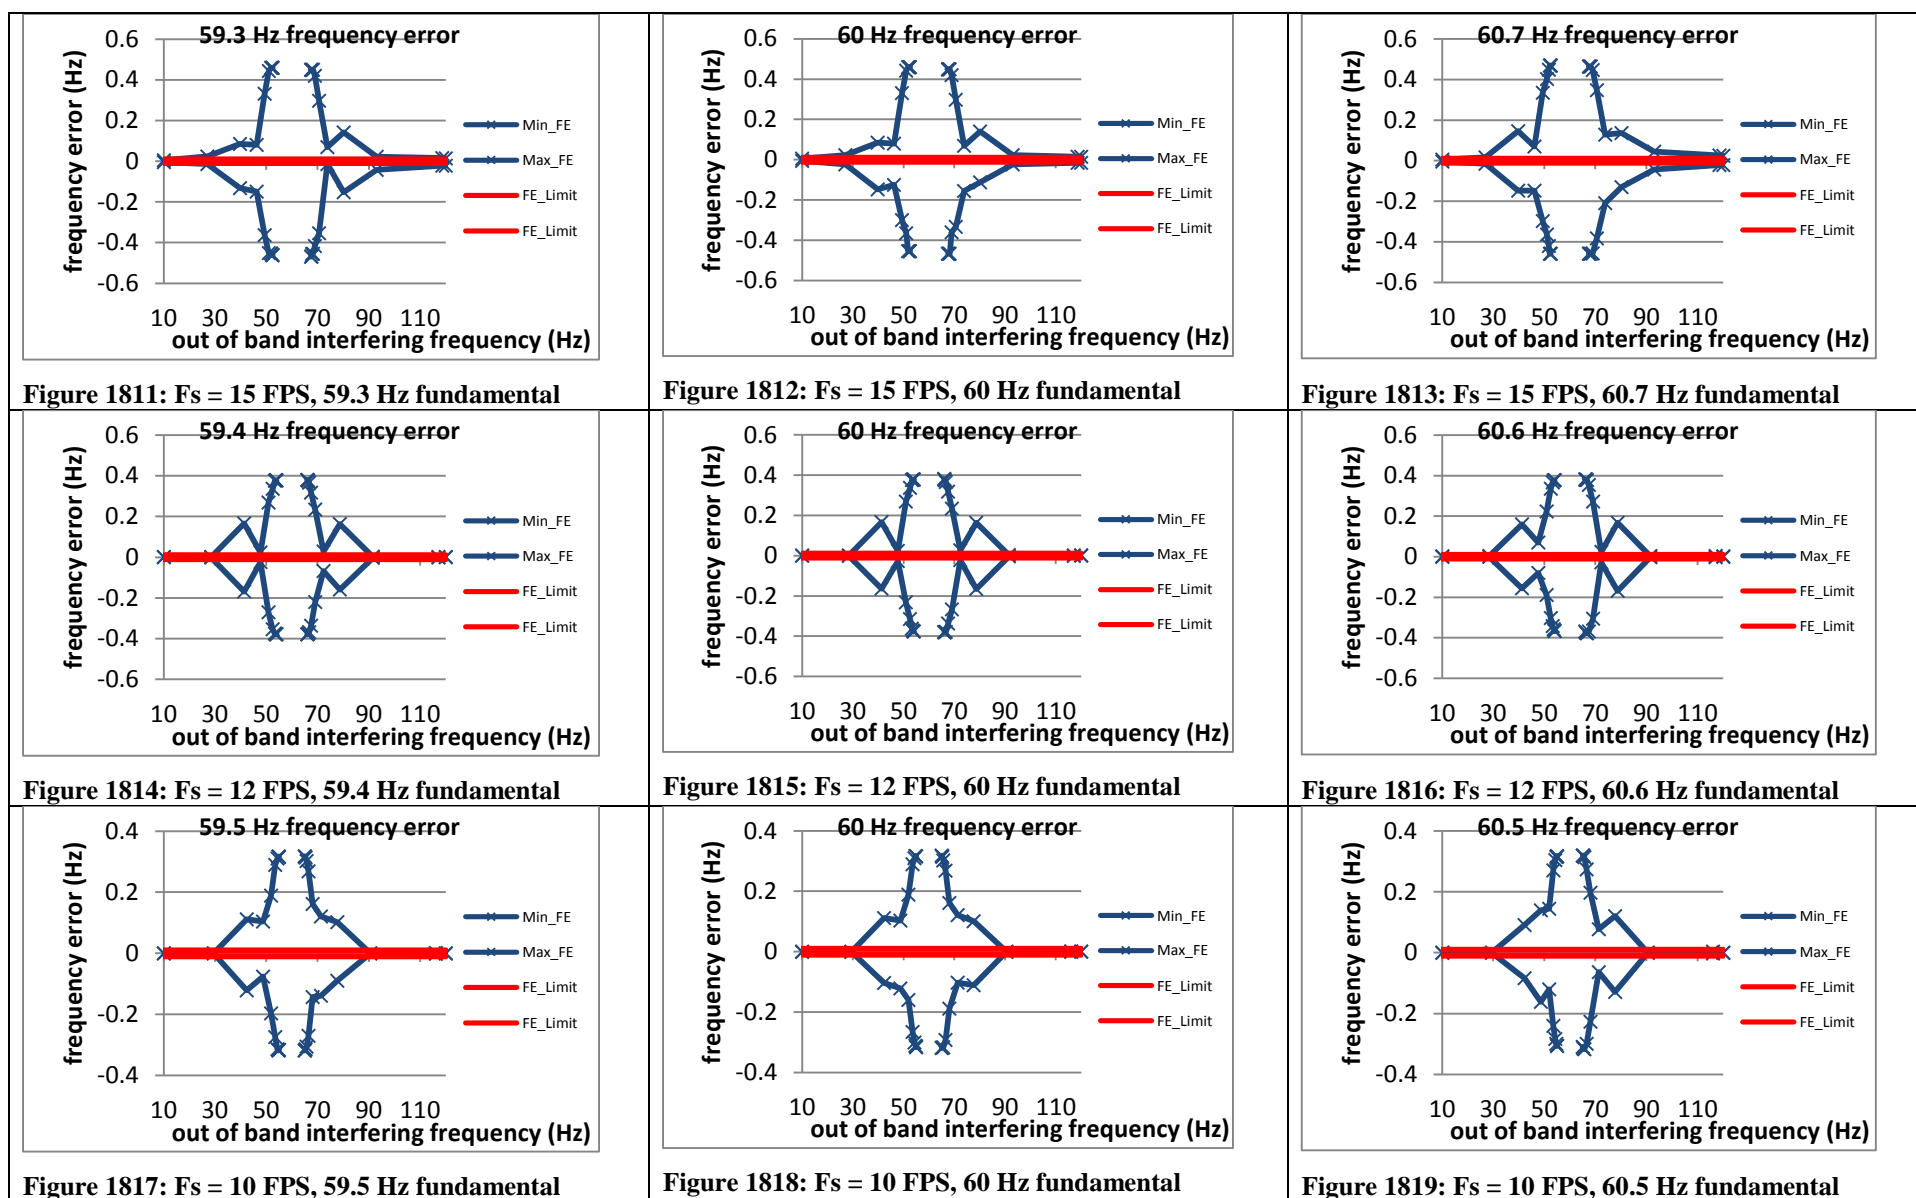 59.3 Hz frequency error
frequency error (Hz)
0.6
0.4
0.2
0
-0.2
-0.4
-0.6
10 30 50 70 90 110
out of band interfering frequency (Hz)
Min_FE
Max_FE
FE_Limit
FE_Limit
Figure 1811: Fs = 15 FPS, 59.3 Hz fundamental
60 Hz frequency error
frequency error (Hz)
0.6
0.4
0.2
0
-0.2
-0.4
-0.6
10 30 50 70 90 110
out of band interfering frequency (Hz)
Min_FE
Max_FE
FE_Limit
FE_Limit
Figure 1812: Fs = 15 FPS, 60 Hz fundamental
60.7 Hz frequency error
frequency error (Hz)
0.6
0.4
0.2
0
-0.2
-0.4
-0.6
10 30 50 70 90 110
out of band interfering frequency (Hz)
Min_FE
Max_FE
FE_Limit
FE_Limit
Figure 1813: Fs = 15 FPS, 60.7 Hz fundamental
59.4 Hz frequency error
frequency error (Hz)
0.6
0.4
0.2
0
-0.2
-0.4
-0.6
10 30 50 70 90 110
out of band interfering frequency (Hz)
Min_FE
Max_FE
FE_Limit
FE_Limit
Figure 1814: Fs = 12 FPS, 59.4 Hz fundamental
60 Hz frequency error
frequency error (Hz)
0.6
0.4
0.2
0
-0.2
-0.4
-0.6
10 30 50 70 90 110
out of band interfering frequency (Hz)
Min_FE
Max_FE
FE_Limit
FE_Limit
Figure 1815: Fs = 12 FPS, 60 Hz fundamental
60.6 Hz frequency error
frequency error (Hz)
0.6
0.4
0.2
0
-0.2
-0.4
-0.6
10 30 50 70 90 110
out of band interfering frequency (Hz)
Min_FE
Max_FE
FE_Limit
FE_Limit
Figure 1816: Fs = 12 FPS, 60.6 Hz fundamental
59.5 Hz frequency error
frequency error (Hz)
0.4
0.2
0
-0.2
-0.4
10 30 50 70 90 110
out of band interfering frequency (Hz)
Min_FE
Max_FE
FE_Limit
FE_Limit
Figure 1817: Fs = 10 FPS, 59.5 Hz fundamental
60 Hz frequency error
frequency error (Hz)
0.4
0.2
0
-0.2
-0.4
10 30 50 70 90 110
out of band interfering frequency (Hz)
Min_FE
Max_FE
FE_Limit
FE_Limit
Figure 1818: Fs = 10 FPS, 60 Hz fundamental
60.5 Hz frequency error
frequency error (Hz)
0.4
0.2
0
-0.2
-0.4
10 30 50 70 90 110
out of band interfering frequency (Hz)
Min_FE
Max_FE
FE_Limit
FE_Limit
Figure 1819: Fs = 10 FPS, 60.5 Hz fundamental